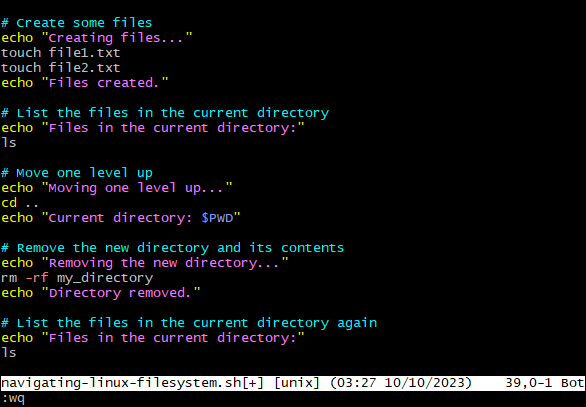 # Create some files
echo "Creating files..."
touch file1.txt
touch file2.txt
echo "Files created."
# List the files in the current directory
echo "Files in the current directory:"
ls
# Move one level up
echo "Moving one level up..."
cd ..
echo "Current directory: $PWD"
# Remove the new directory and its contents
echo "Removing the new directory..."
rm -rf my_directory
echo "Directory removed."
# List the files in the current directory again
echo "Files in the current directory:"
ls
navigating-linux-filesystem.sh[+] [unix] (03:27 10/10/2023) 39,0-1 Bot
:wq